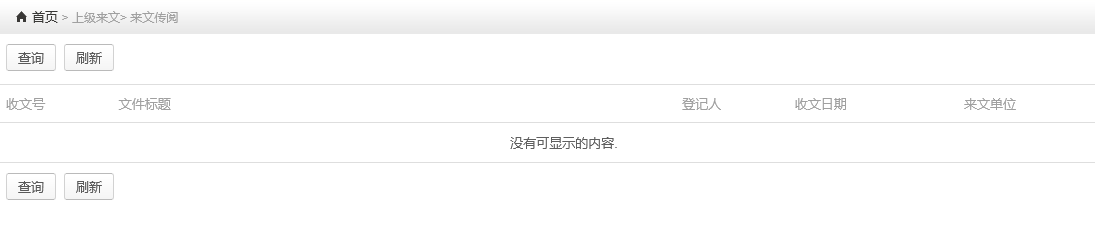 首页 > 上级来文> 来文传阅
查询 刷新
收文号 文件标题 登记人 收文日期 来文单位
没有可显示的内容.
查询 刷新